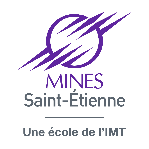 MINES
Saint-Étienne
Une école de l'IMT